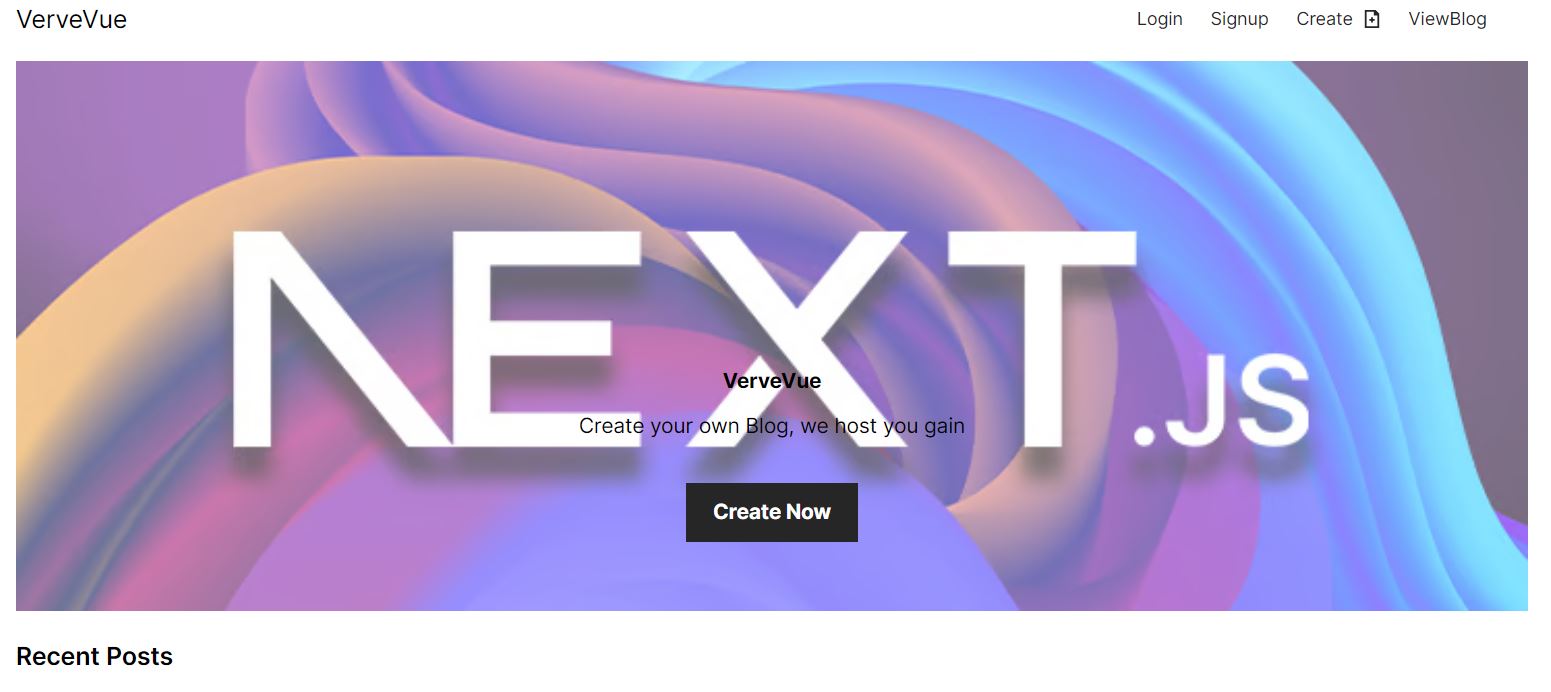 VerveVue
Login Signup Create ViewBlog
NEXT.JS
VerveVue
Create your own Blog, we host you gain
Create Now
Recent Posts